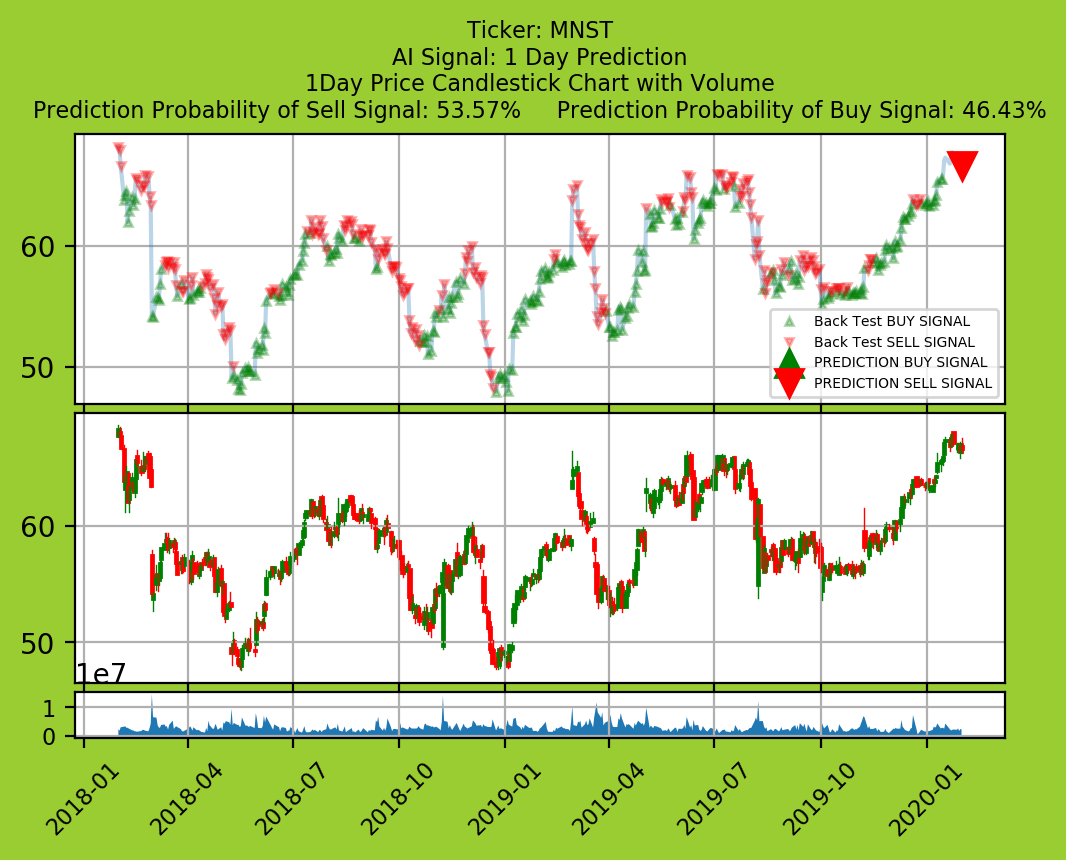 Ticker: MNST
AI Signal: 1 Day Prediction
1Day Price Candlestick Chart with Volume
Prediction Probability of Sell Signal: 53.57% Prediction Probability of Buy Signal: 46.43%
60
50
Back Test BUY SIGNAL
Back Test SELL SIGNAL
PREDICTION BUY SIGNAL
PREDICTION SELL SIGNAL
60
50
1e7
1
0
2018-01 2018-04 2018-07 2018-10 2019-01 2019-04 2019-07 2019-10 2020-01